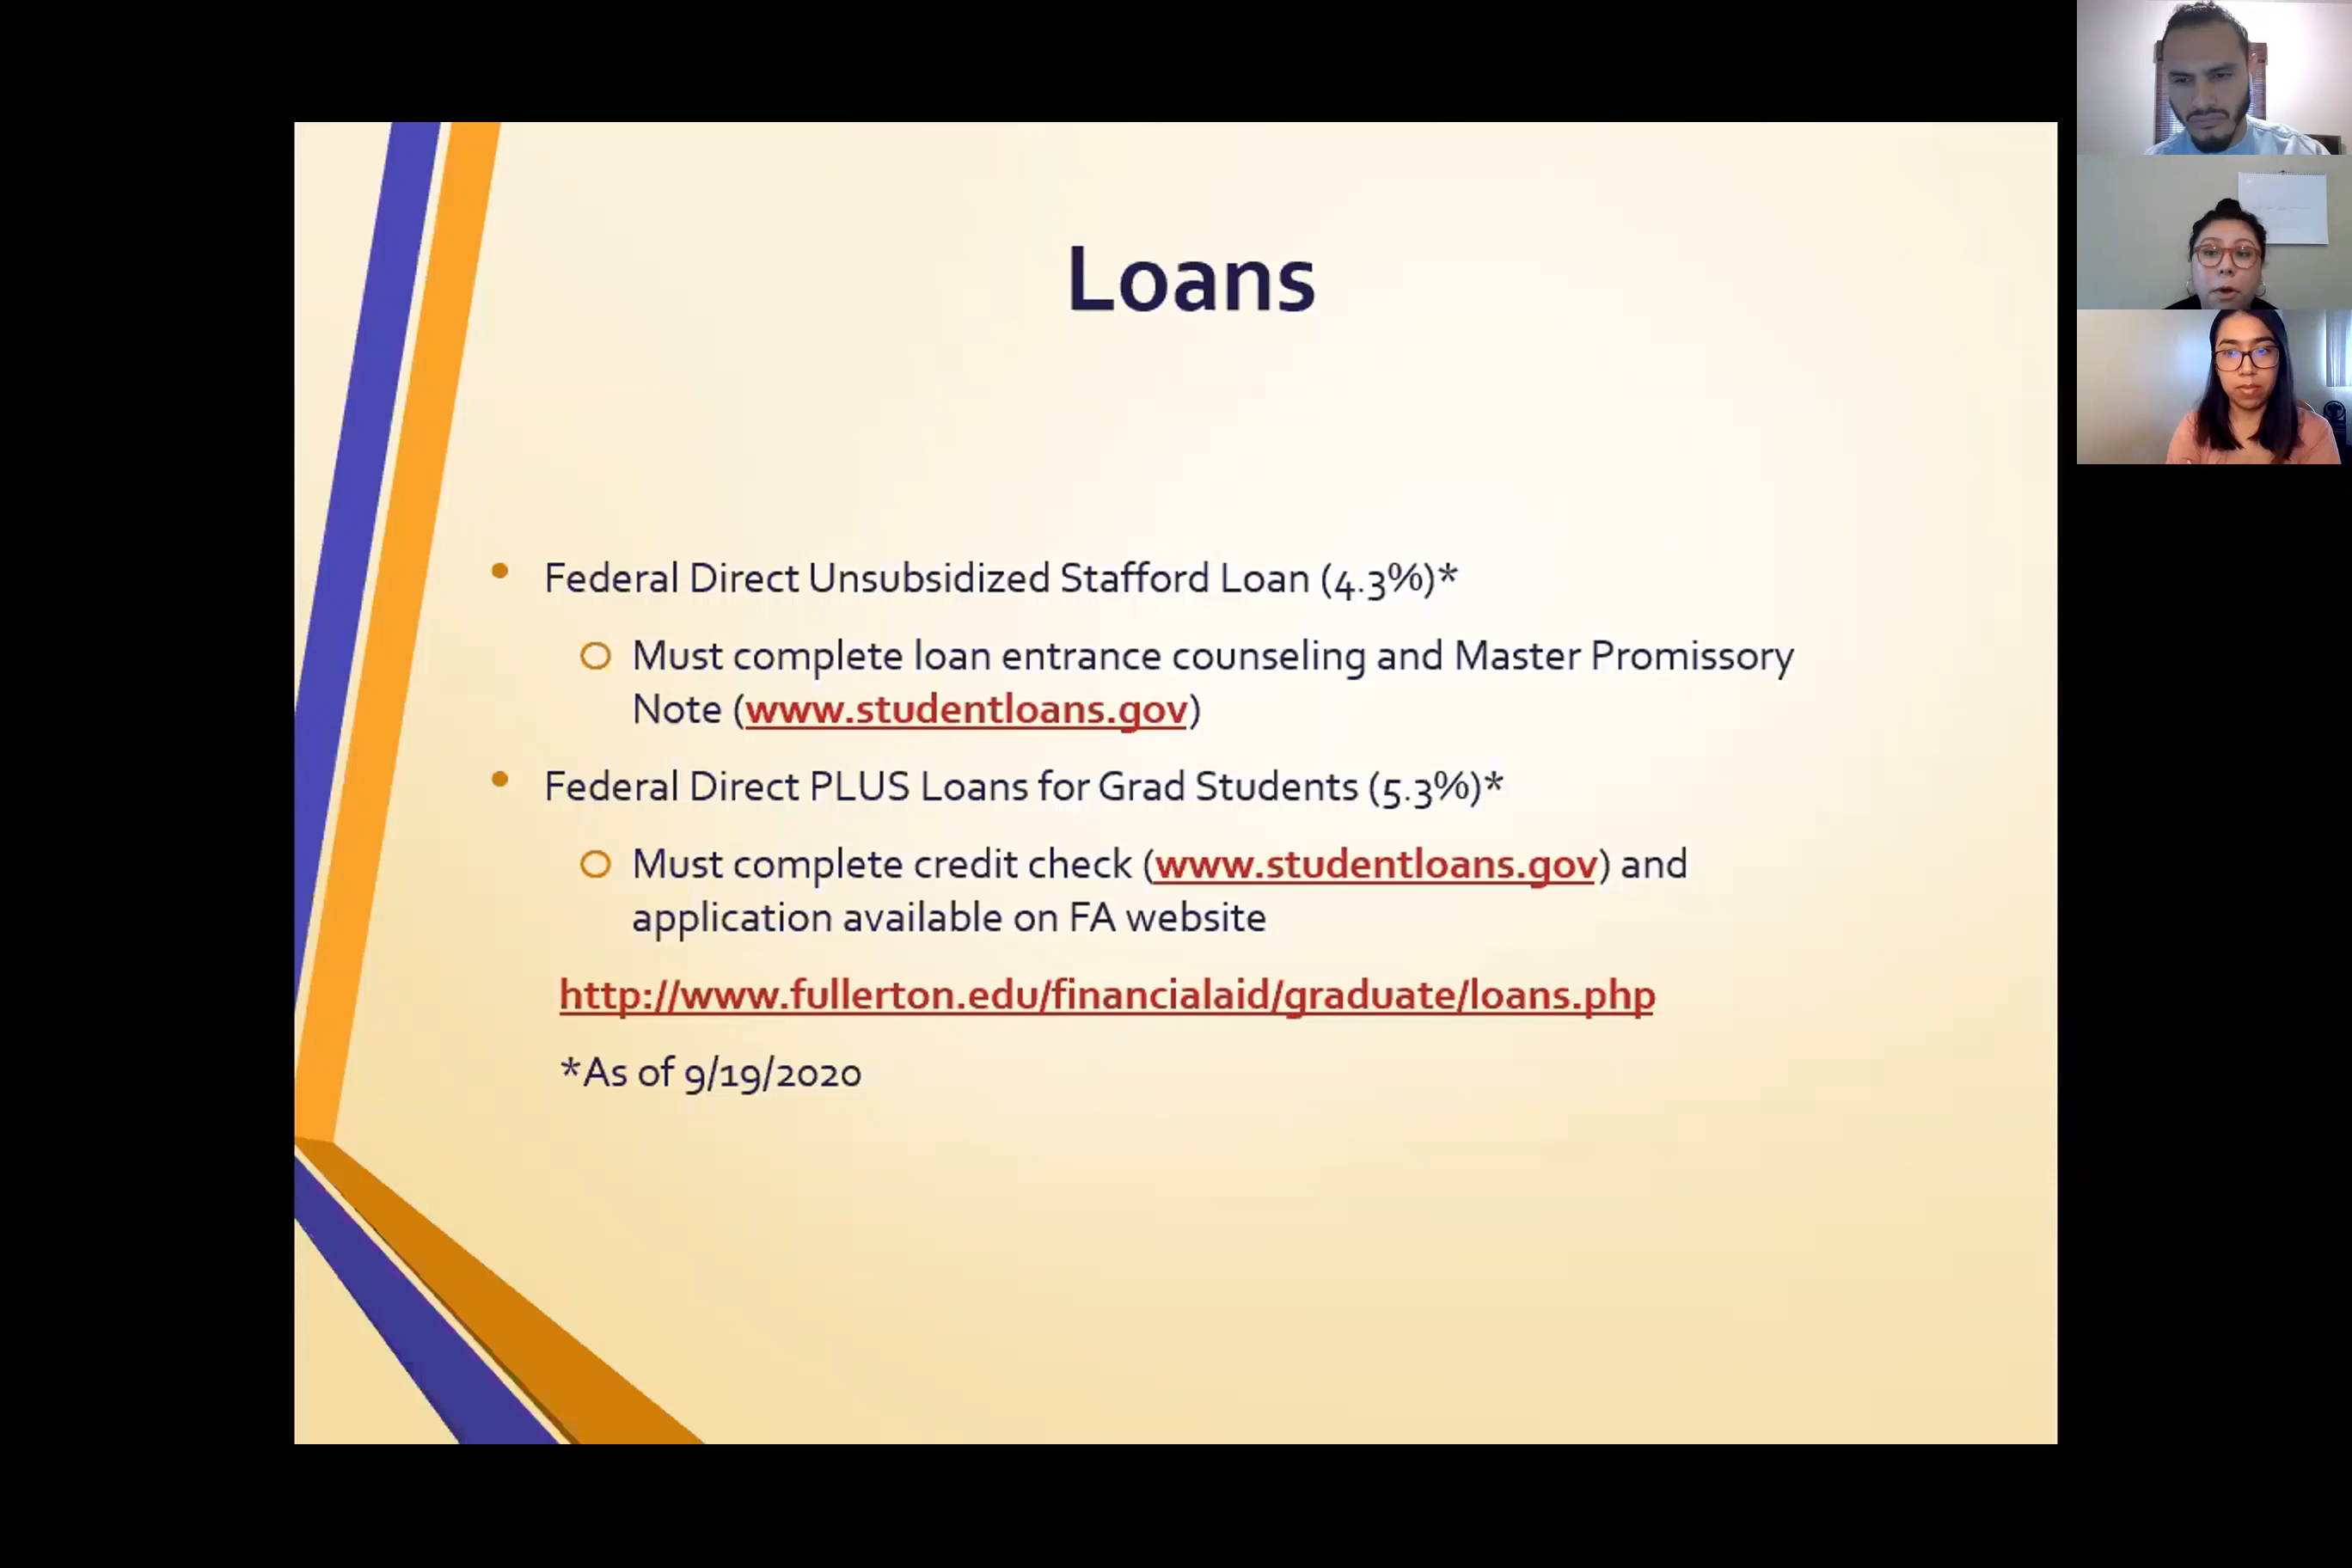 Loans
Federal Direct Unsubsidized Stafford Loan (4.3%)*
Must complete loan entrance counseling and Master Promissory
Note (www.studentloans.gov)
Federal Direct PLUS Loans for Grad Students (5.3%)*
Must complete credit check (www.studentloans.gov) and
application available on FA website
http://www.fullerton.edu/financialaid/graduate/loans.php
*As of 9/19/2020